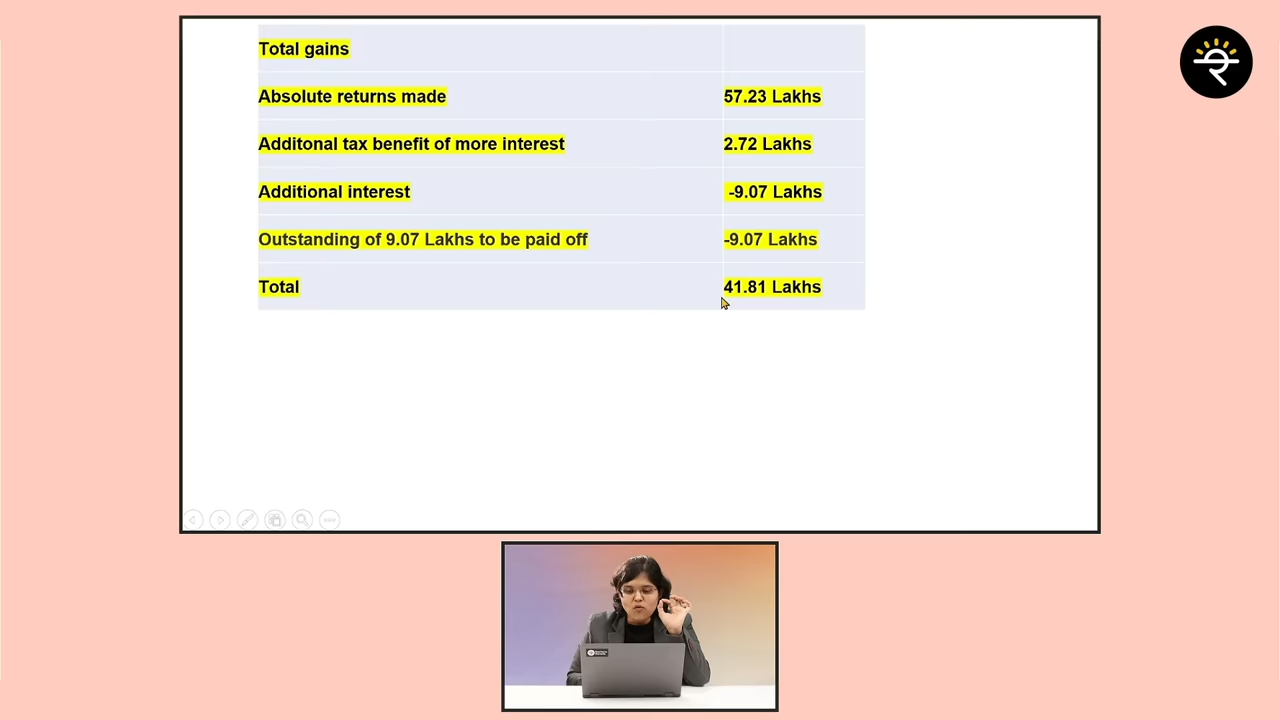 Total gains
Absolute returns made 57.23 Lakhs
Additonal tax benefit of more interest 2.72 Lakhs
Additional interest -9.07 Lakhs
Outstanding of 9.07 Lakhs to be paid off -9.07 Lakhs
Total 41.81 Lakhs